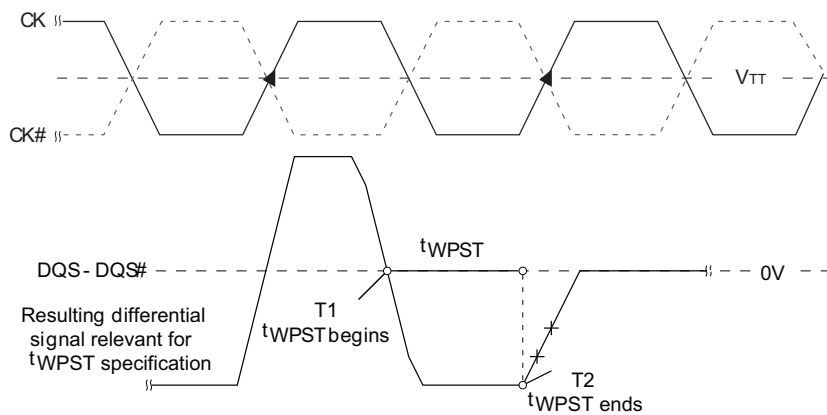 CK
VTT
CK#
tWPST
DQS - DQS#
0V
T1
tWPST begins
Resulting differential
signal relevant for
tWPST specification
T2
tWPST ends